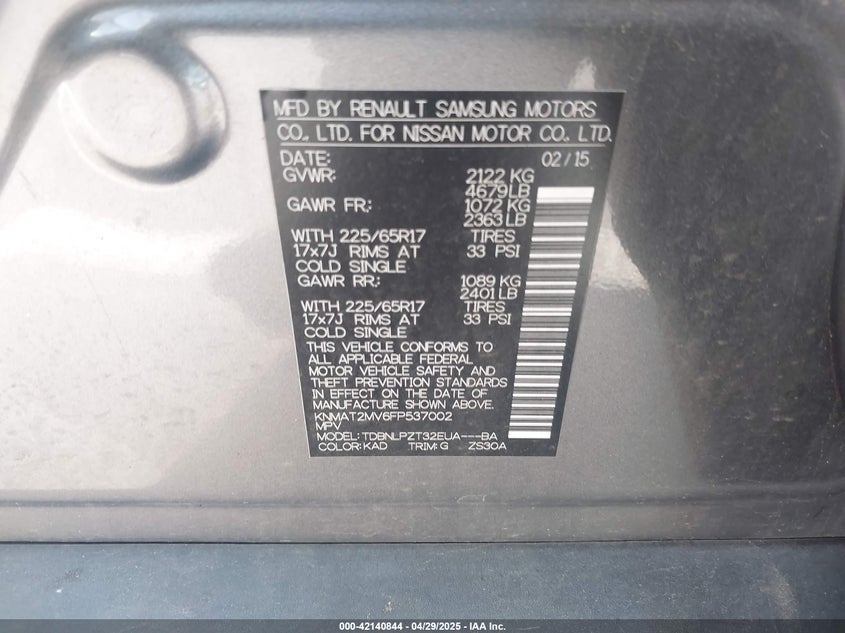 MFD BY RENAULT SAMSUNG MOTORS
CO., LTD. FOR NISSAN MOTOR CO., LTD.
DATE: 02/15
GVWR: 2122 KG
4679 LB
GAWR FR.: 1072 KG
2363 LB
WITH 225/65R17 TIRES
17x7J RIMS AT 33 PSI
COLD SINGLE
GAWR RR.: 1089 KG
2401 LB
WITH 225/65R17 TIRES
17x7J RIMS AT 33 PSI
COLD SINGLE
THIS VEHICLE CONFORMS TO
ALL APPLICABLE FEDERAL
MOTOR VEHICLE SAFETY AND
THEFT PREVENTION STANDARDS
IN EFFECT ON THE DATE OF
MANUFACTURE SHOWN ABOVE.
KNMAT2MV6FP537002
MPV
MODEL: TDBNLPZT32EUA---BA
COLOR: KAD TRIM: G ZS30A
000-42140844 - 04/29/2025 - IAA Inc.